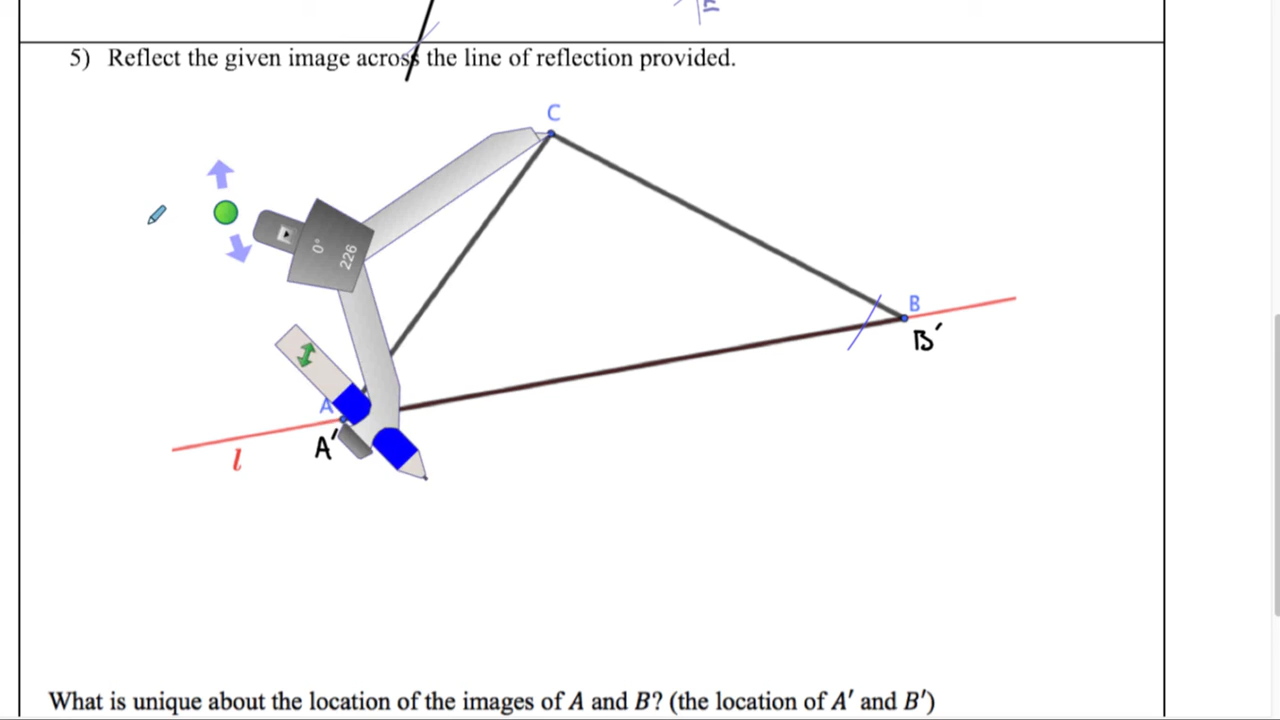 5) Reflect the given image across the line of reflection provided.
C
0°
226
B
B′
A
A′
l
What is unique about the location of the images of A and B? (the location of A′ and B′)